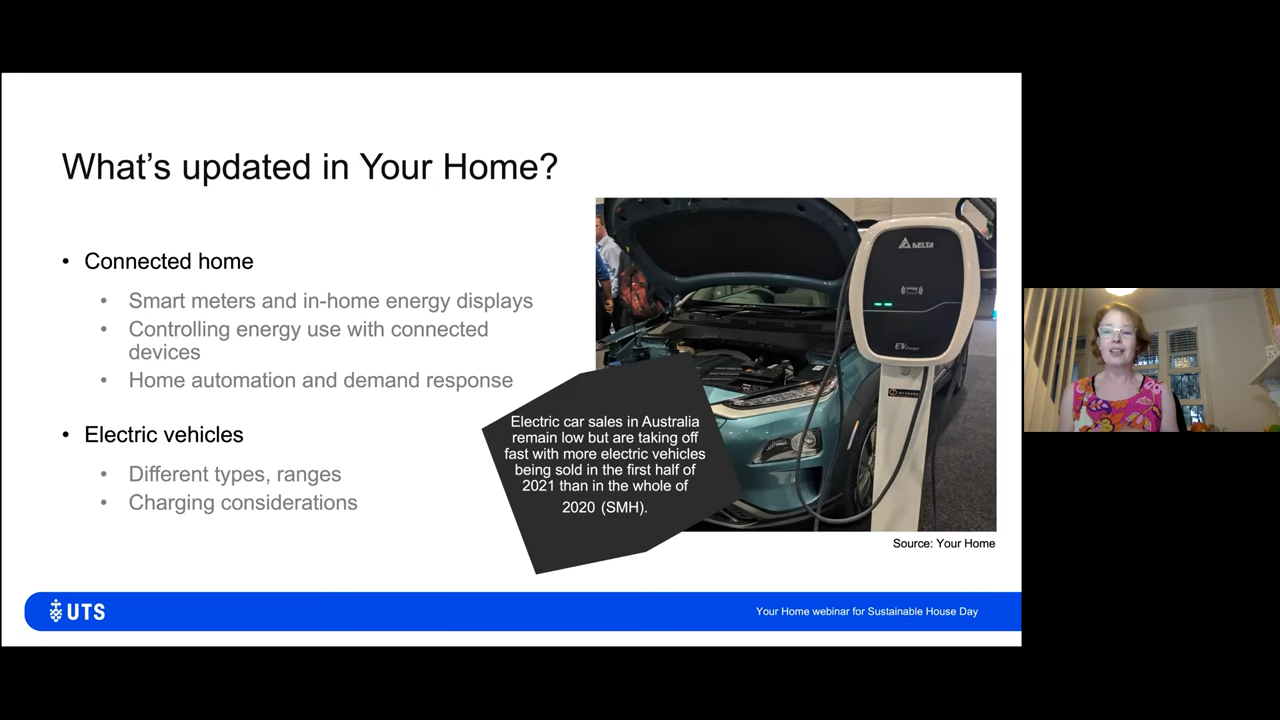 What's updated in Your Home?
• Connected home
• Smart meters and in-home energy displays
• Controlling energy use with connected
devices
• Home automation and demand response
• Electric vehicles
• Different types, ranges
• Charging considerations
DELTA
EV
Electric car sales in Australia
remain low but are taking off
fast with more electric vehicles
being sold in the first half of
2021 than in the whole of
2020 (SMH).
Source: Your Home
UTS
Your Home webinar for Sustainable House Day